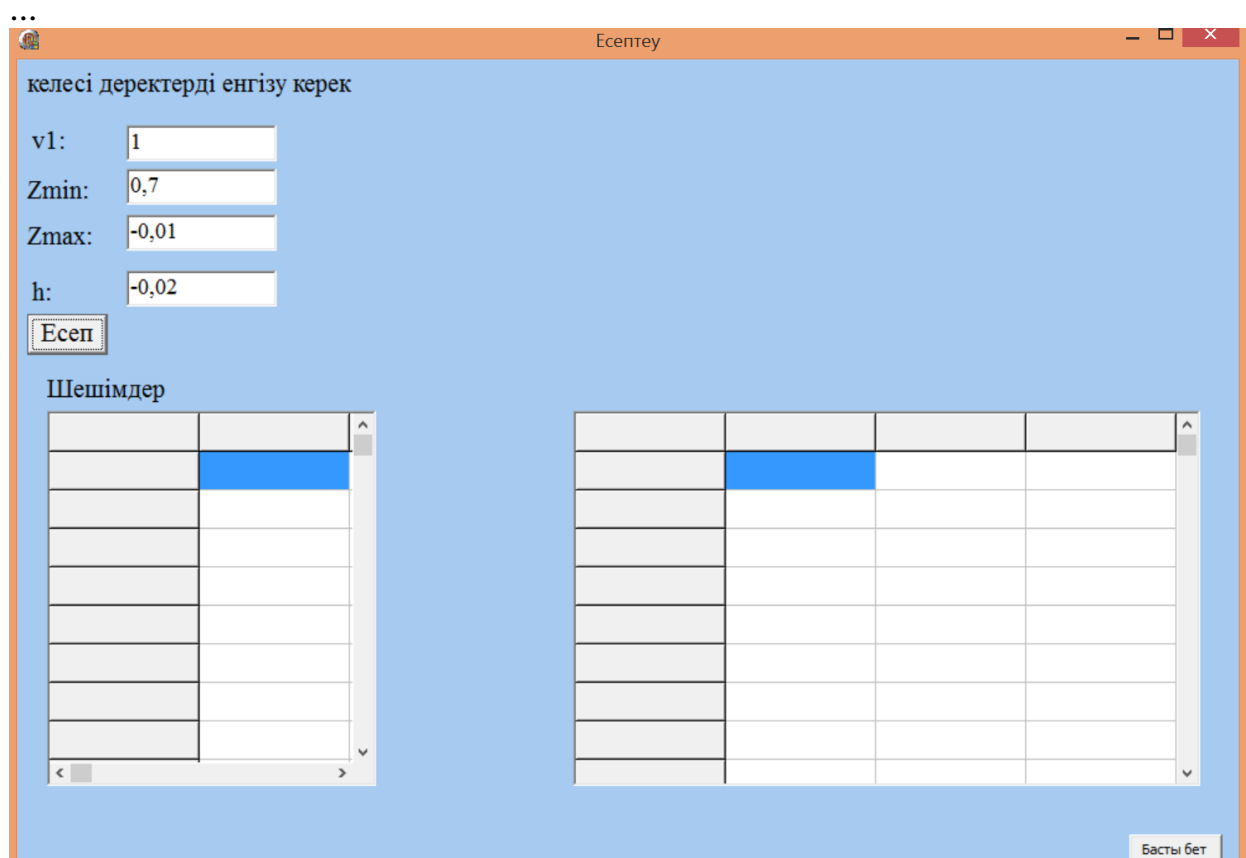 ...
Есептеу
келесі деректерді енгізу керек
v1: 1
Zmin: 0,7
Zmax: -0,01
h: -0,02
Есеп
Шешімдер
Басты бет